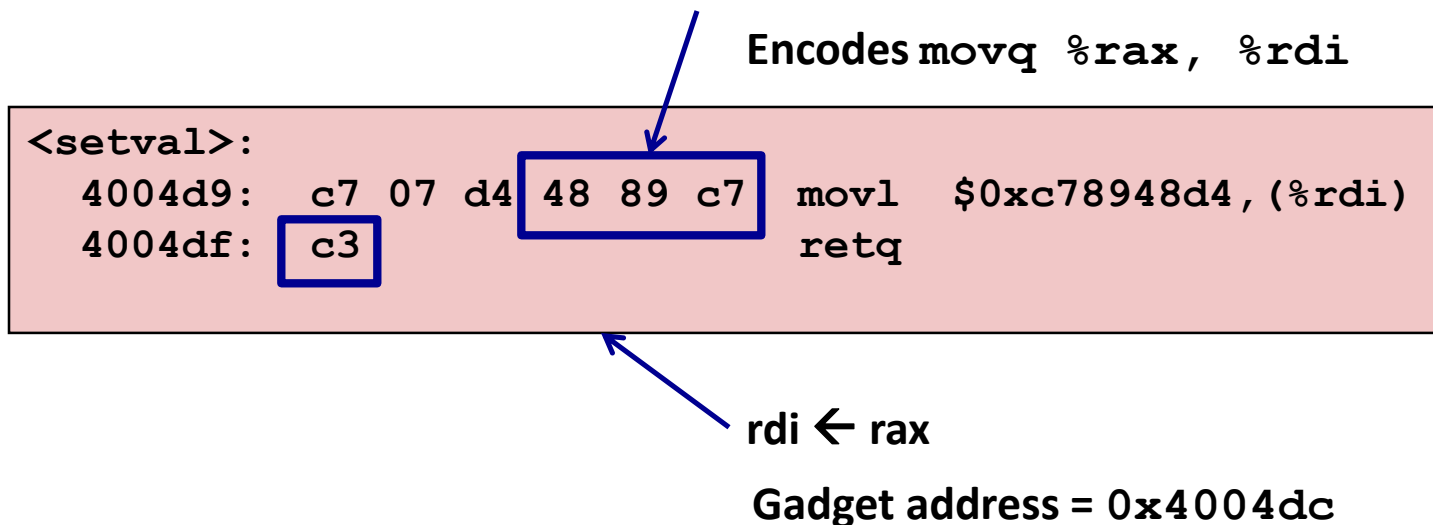 Encodes movq %rax, %rdi
<setval>:
4004d9: c7 07 d4 48 89 c7 movl $0xc78948d4,(%rdi)
4004df: c3 retq
rdi ← rax
Gadget address = 0x4004dc